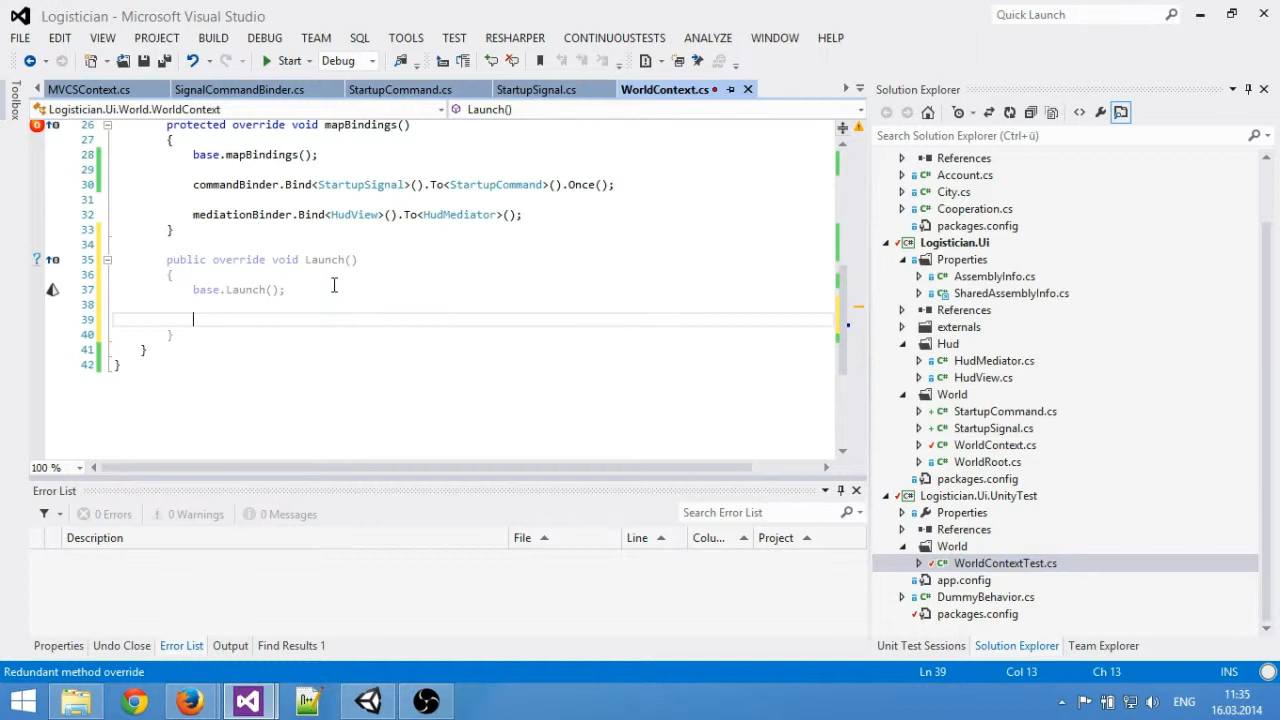 Logistician - Microsoft Visual Studio
Quick Launch
FILE EDIT VIEW PROJECT BUILD DEBUG TEAM SQL TOOLS TEST RESHARPER CONTINUOUSTESTS ANALYZE WINDOW HELP
Start Debug
Toolbox
MVCSContext.cs SignalCommandBinder.cs StartupCommand.cs StartupSignal.cs WorldContext.cs
Logistician.Ui.World.WorldContext Launch()
26 protected override void mapBindings()
27 {
28 base.mapBindings();
29
30 commandBinder.Bind<StartupSignal>().To<StartupCommand>().Once();
31
32 mediationBinder.Bind<HudView>().To<HudMediator>();
33 }
34
35 public override void Launch()
36 {
37 base.Launch();
38
39
40 }
41 }
42 }
100 %
Error List
0 Errors 0 Warnings 0 Messages
Search Error List
Description File Line Colu... Project
Properties Undo Close Error List Output Find Results 1
Solution Explorer
Search Solution Explorer (Ctrl+ü)
References
Account.cs
City.cs
Cooperation.cs
packages.config
Logistician.Ui
Properties
AssemblyInfo.cs
SharedAssemblyInfo.cs
References
externals
Hud
HudMediator.cs
HudView.cs
World
StartupCommand.cs
StartupSignal.cs
WorldContext.cs
WorldRoot.cs
packages.config
Logistician.Ui.UnityTest
Properties
References
World
WorldContextTest.cs
app.config
DummyBehavior.cs
packages.config
Unit Test Sessions Solution Explorer Team Explorer
Redundant method override Ln 39 Col 13 Ch 13 INS
ENG
11:35
16.03.2014